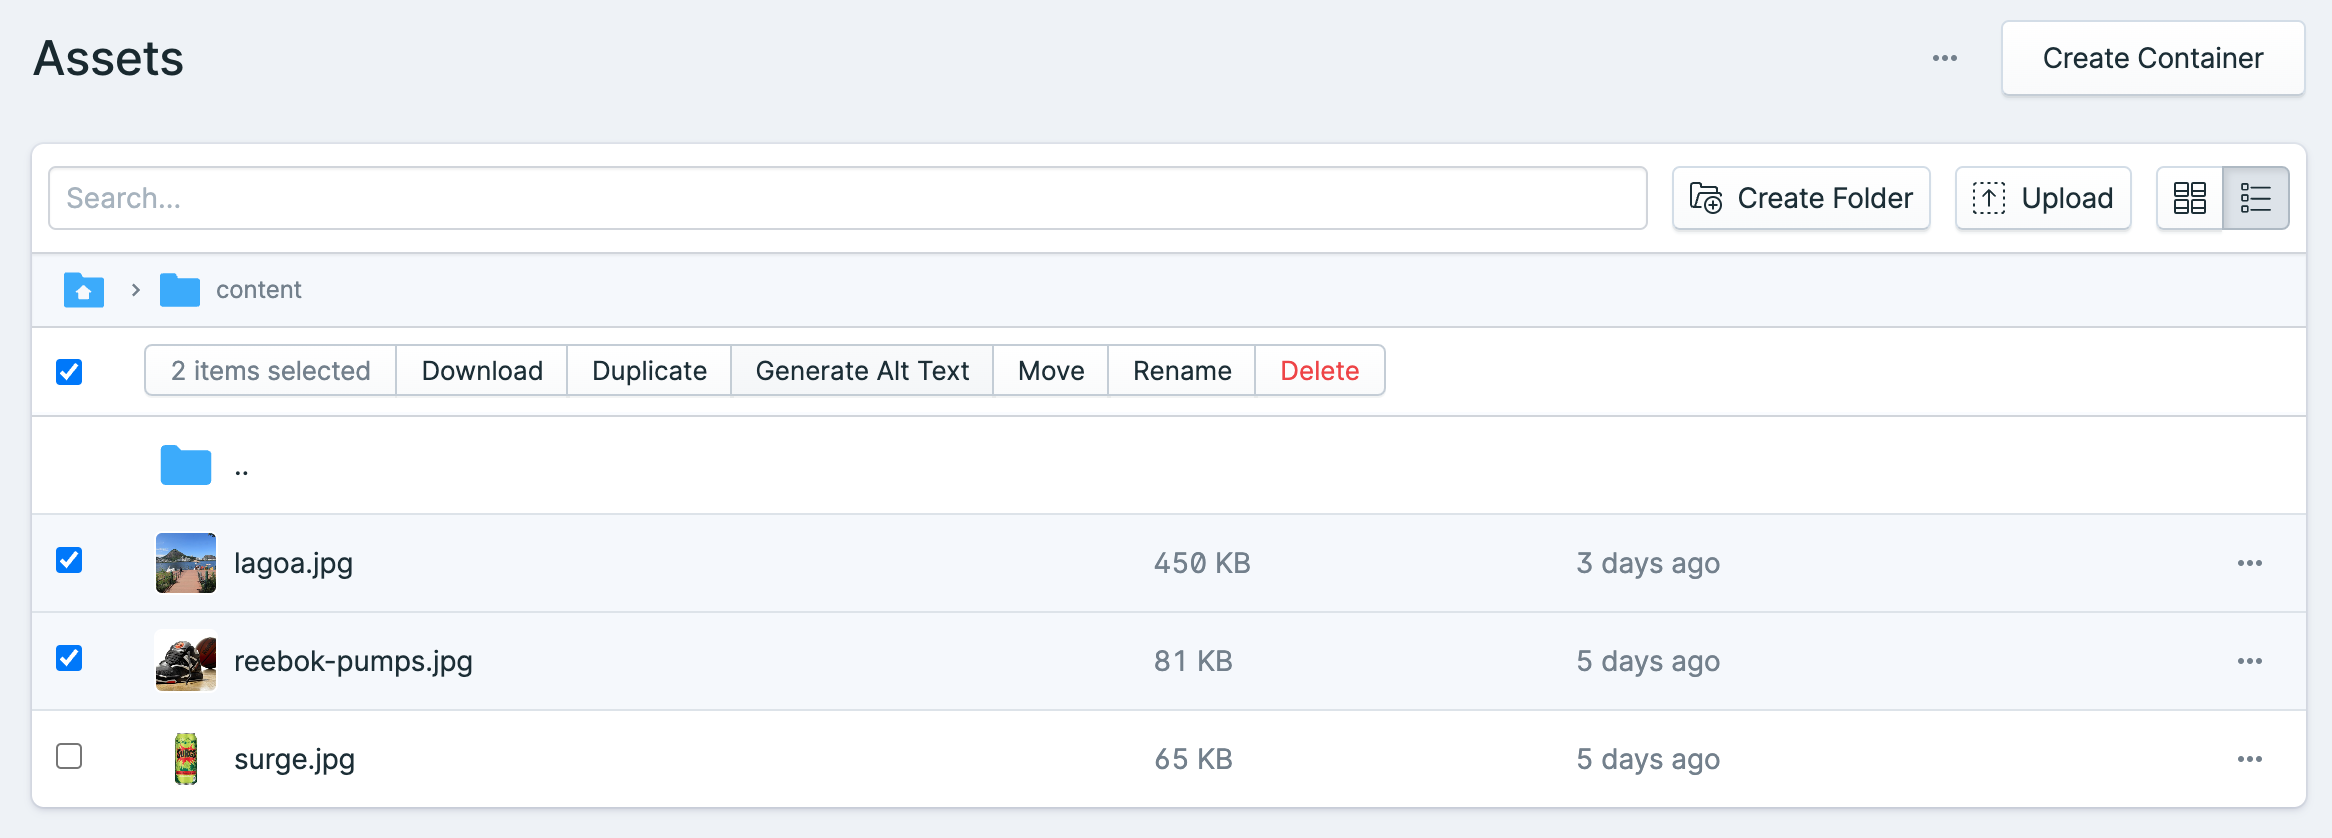 Assets
Create Container
Search...
Create Folder
Upload
content
2 items selected
Download
Duplicate
Generate Alt Text
Move
Rename
Delete
..
lagoa.jpg 450 KB 3 days ago
reebok-pumps.jpg 81 KB 5 days ago
SURGE
surge.jpg 65 KB 5 days ago